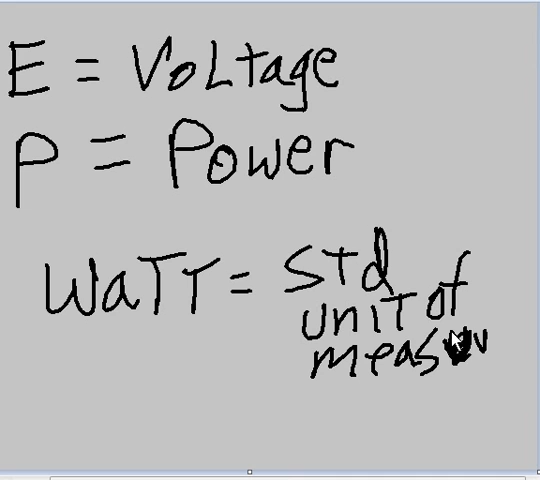 E = Voltage
P = Power
WaTT = STd
unit of
meas